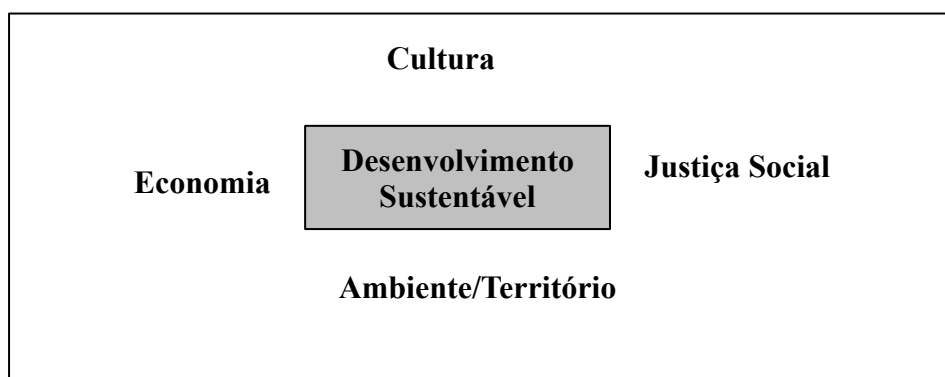 Cultura
Economia
Desenvolvimento
Sustentável
Justiça Social
Ambiente/Território